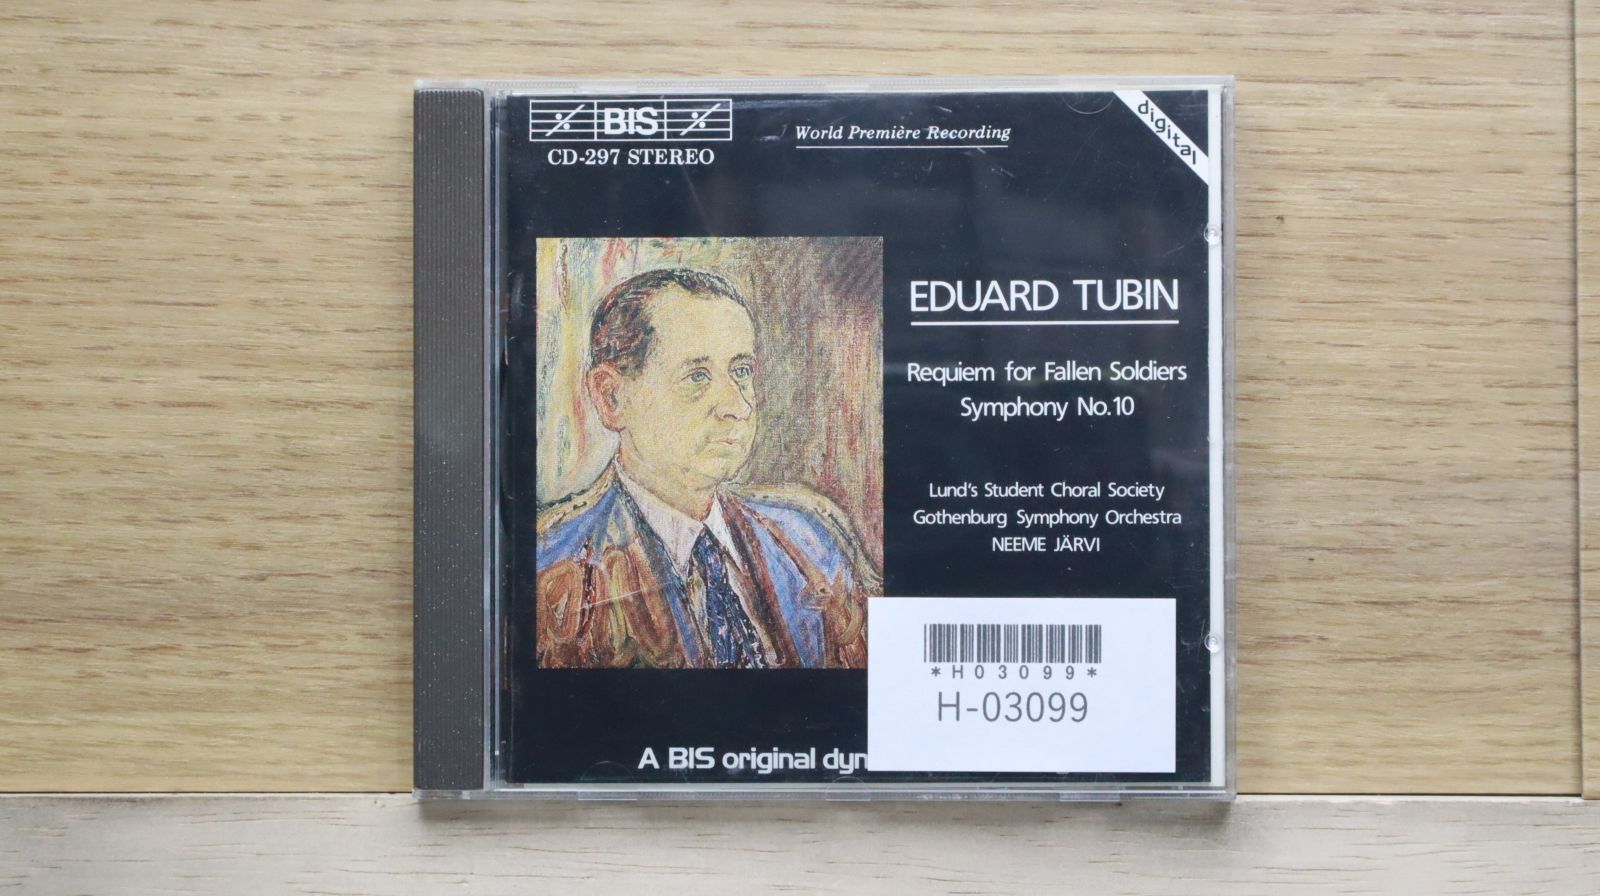 BIS
CD-297 STEREO
World Première Recording
digital
EDUARD TUBIN
Requiem for Fallen Soldiers
Symphony No.10
Lund's Student Choral Society
Gothenburg Symphony Orchestra
NEEME JÄRVI
*H03099*
H-03099
A BIS original